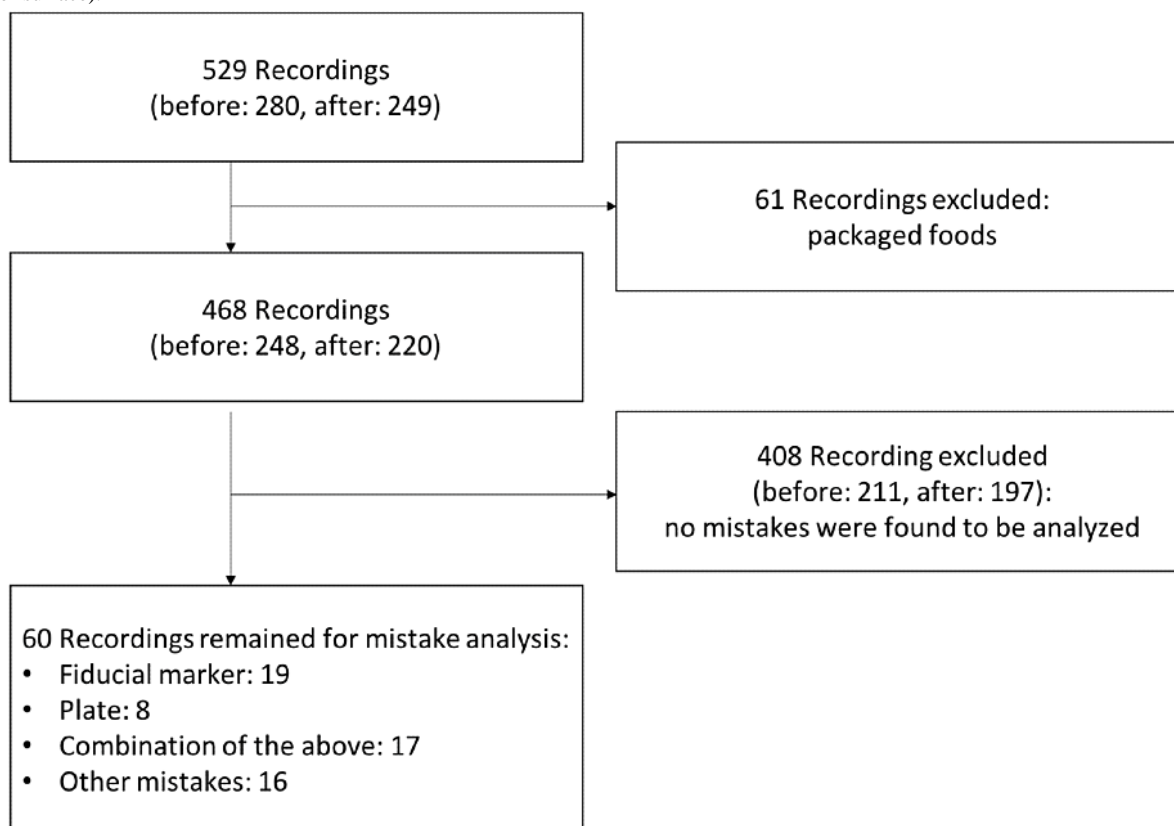 529 Recordings
(before: 280, after: 249)
61 Recordings excluded:
packaged foods
468 Recordings
(before: 248, after: 220)
408 Recording excluded
(before: 211, after: 197):
no mistakes were found to be analyzed
60 Recordings remained for mistake analysis:
• Fiducial marker: 19
• Plate: 8
• Combination of the above: 17
• Other mistakes: 16